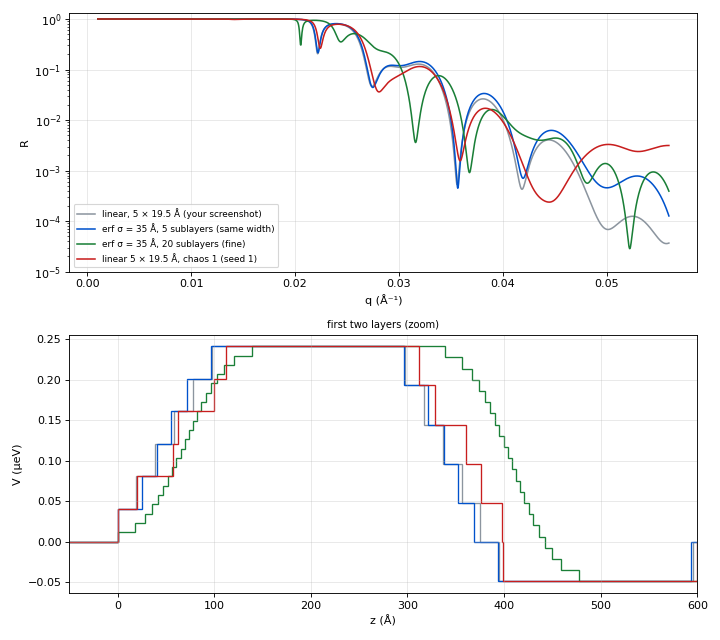 10⁰
10⁻¹
10⁻²
10⁻³
10⁻⁴
10⁻⁵
R
linear, 5 × 19.5 Å (your screenshot)
erf σ = 35 Å, 5 sublayers (same width)
erf σ = 35 Å, 20 sublayers (fine)
linear 5 × 19.5 Å, chaos 1 (seed 1)
0.00 0.01 0.02 0.03 0.04 0.05
q (Å⁻¹)
first two layers (zoom)
0.25
0.20
0.15
0.10
0.05
0.00
−0.05
V (μeV)
0 100 200 300 400 500 600
z (Å)